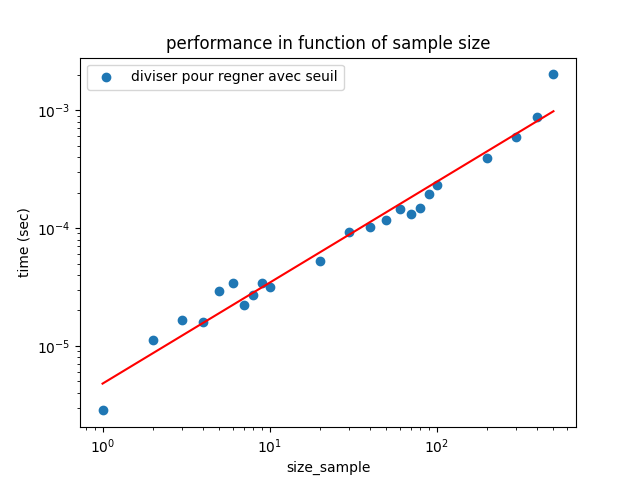 performance in function of sample size
diviser pour regner avec seuil
time (sec)
10⁻³
10⁻⁴
10⁻⁵
10⁰
10¹
10²
size_sample